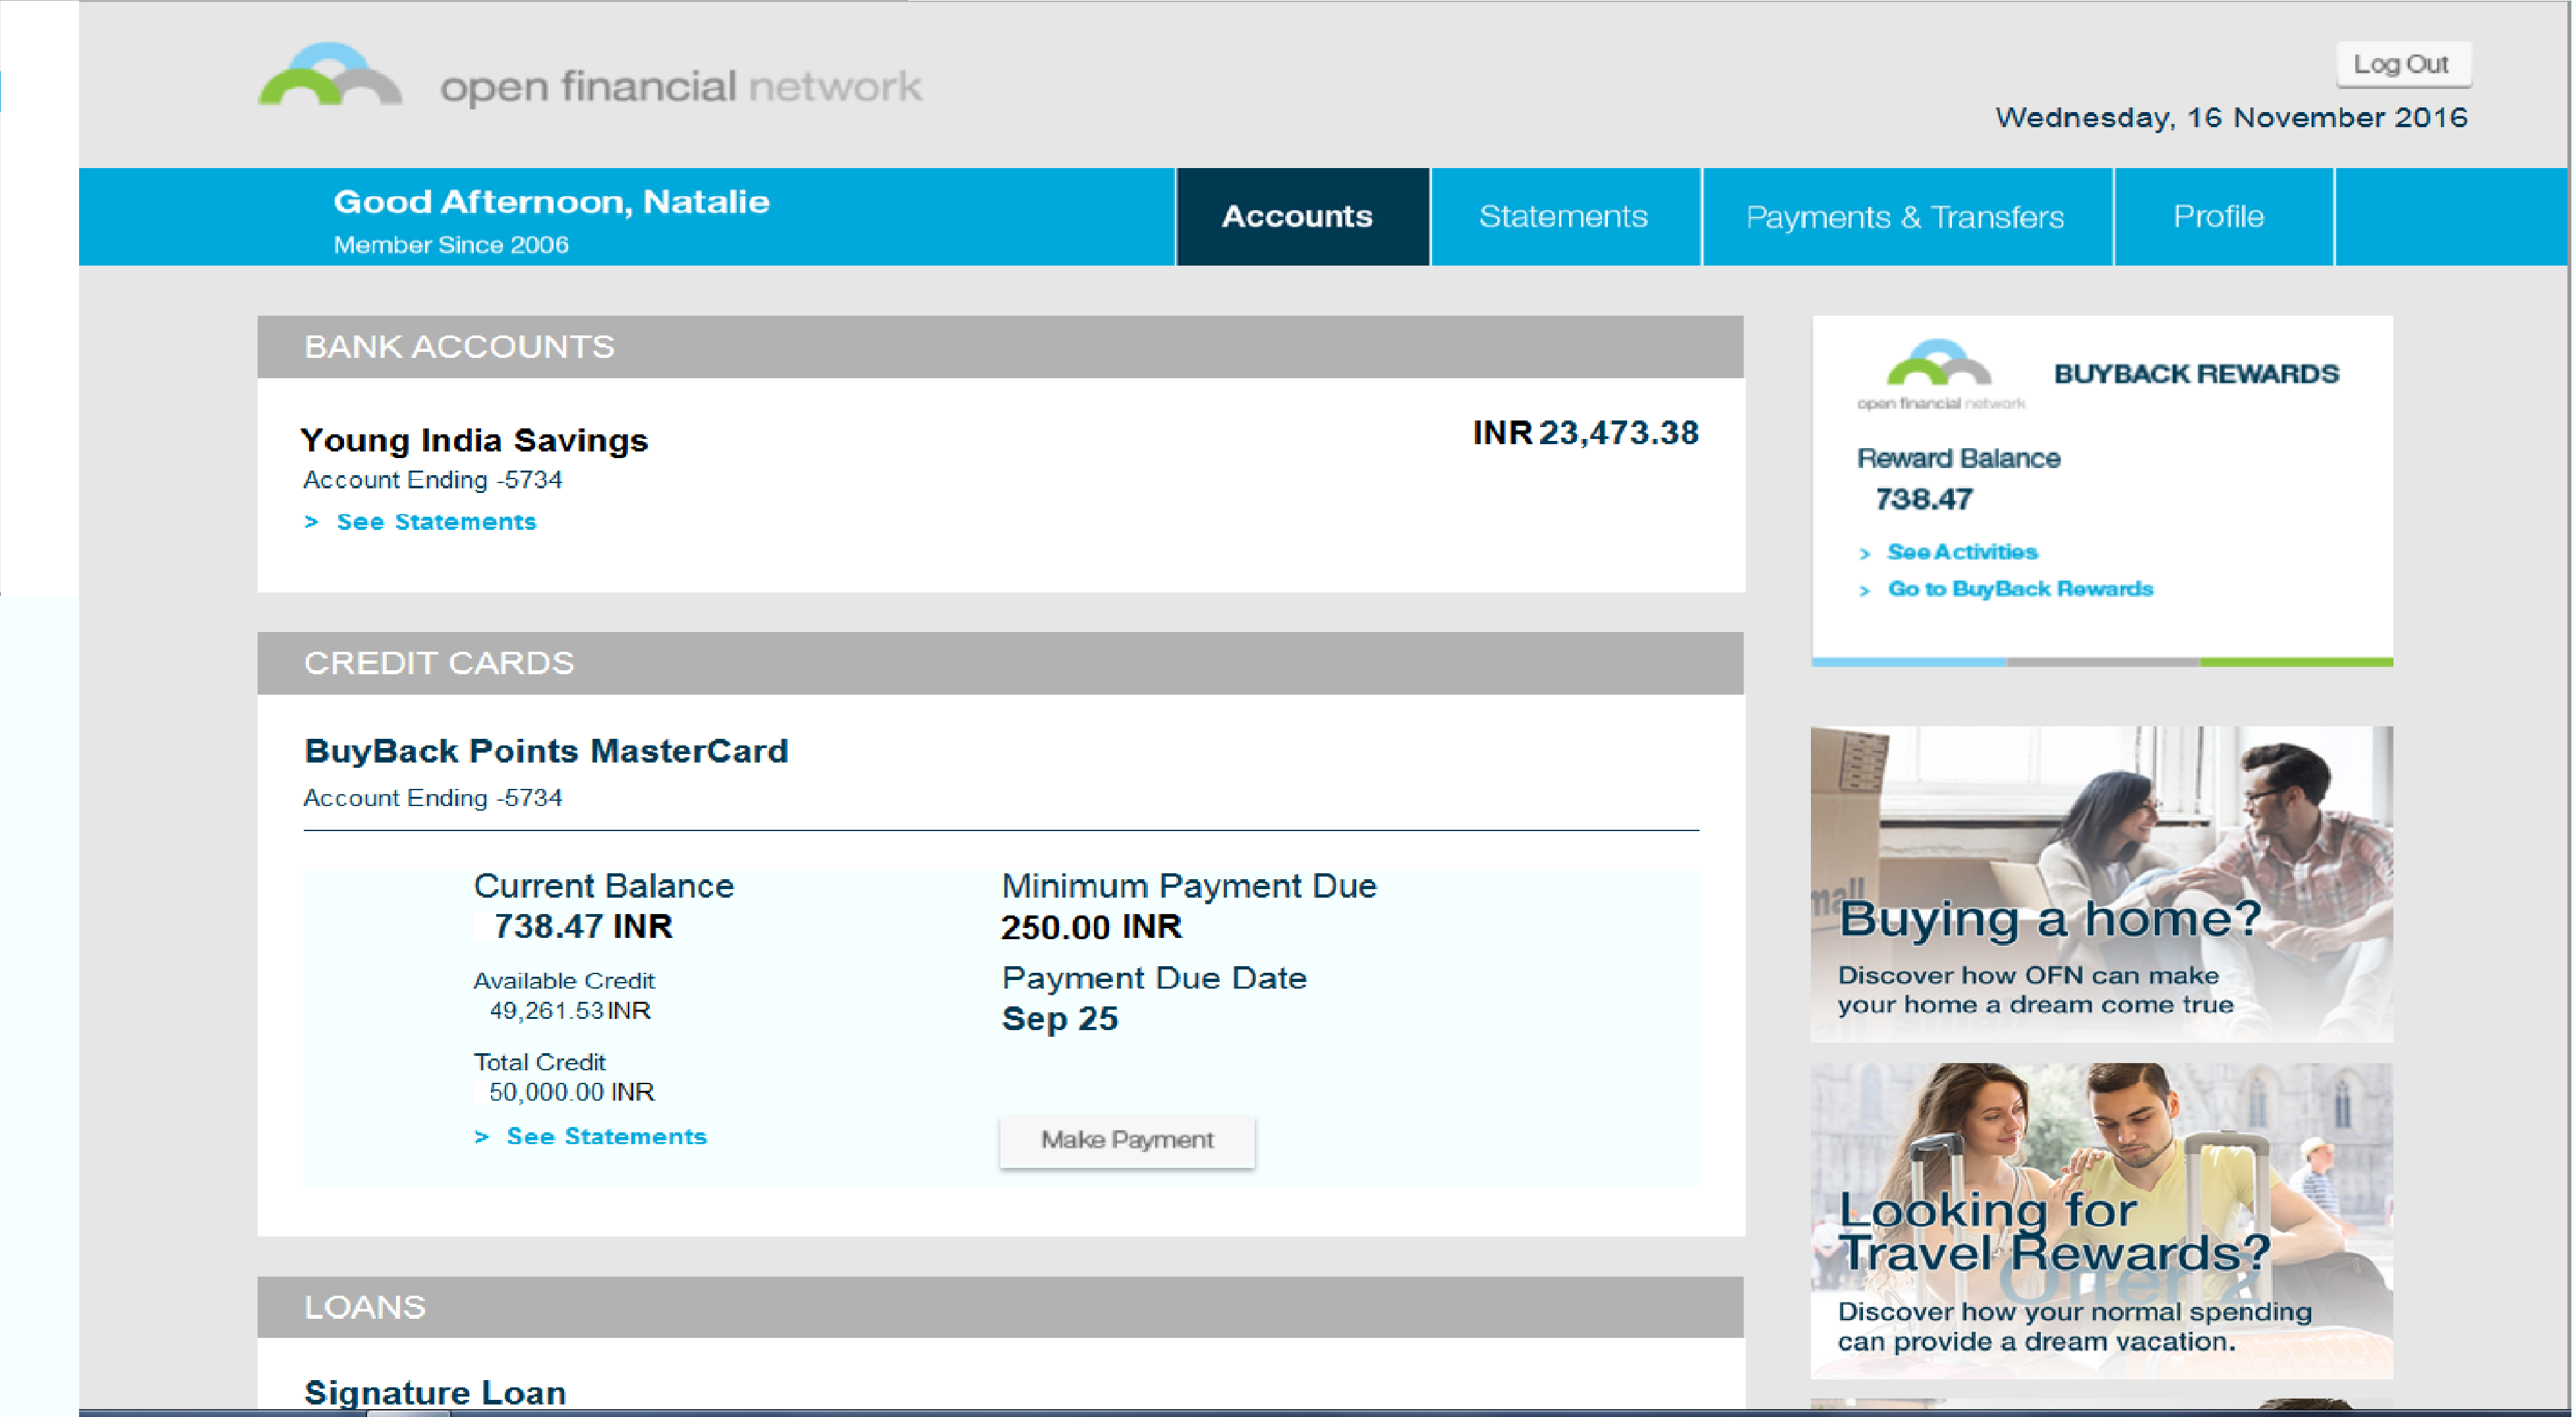 open financial network
Log Out
Wednesday, 16 November 2016
Good Afternoon, Natalie
Member Since 2006
Accounts
Statements
Payments & Transfers
Profile
BANK ACCOUNTS
Young India Savings
INR 23,473.38
Account Ending -5734
> See Statements
CREDIT CARDS
BuyBack Points MasterCard
Account Ending -5734
Current Balance
738.47 INR
Available Credit
49,261.53 INR
Total Credit
50,000.00 INR
> See Statements
Minimum Payment Due
250.00 INR
Payment Due Date
Sep 25
Make Payment
LOANS
Signature Loan
open financial network
BUYBACK REWARDS
Reward Balance
738.47
> See Activities
> Go to BuyBack Rewards
mall
Buying a home?
Discover how OFN can make
your home a dream come true
Looking for
Travel Rewards?
Offer 2
Discover how your normal spending
can provide a dream vacation.